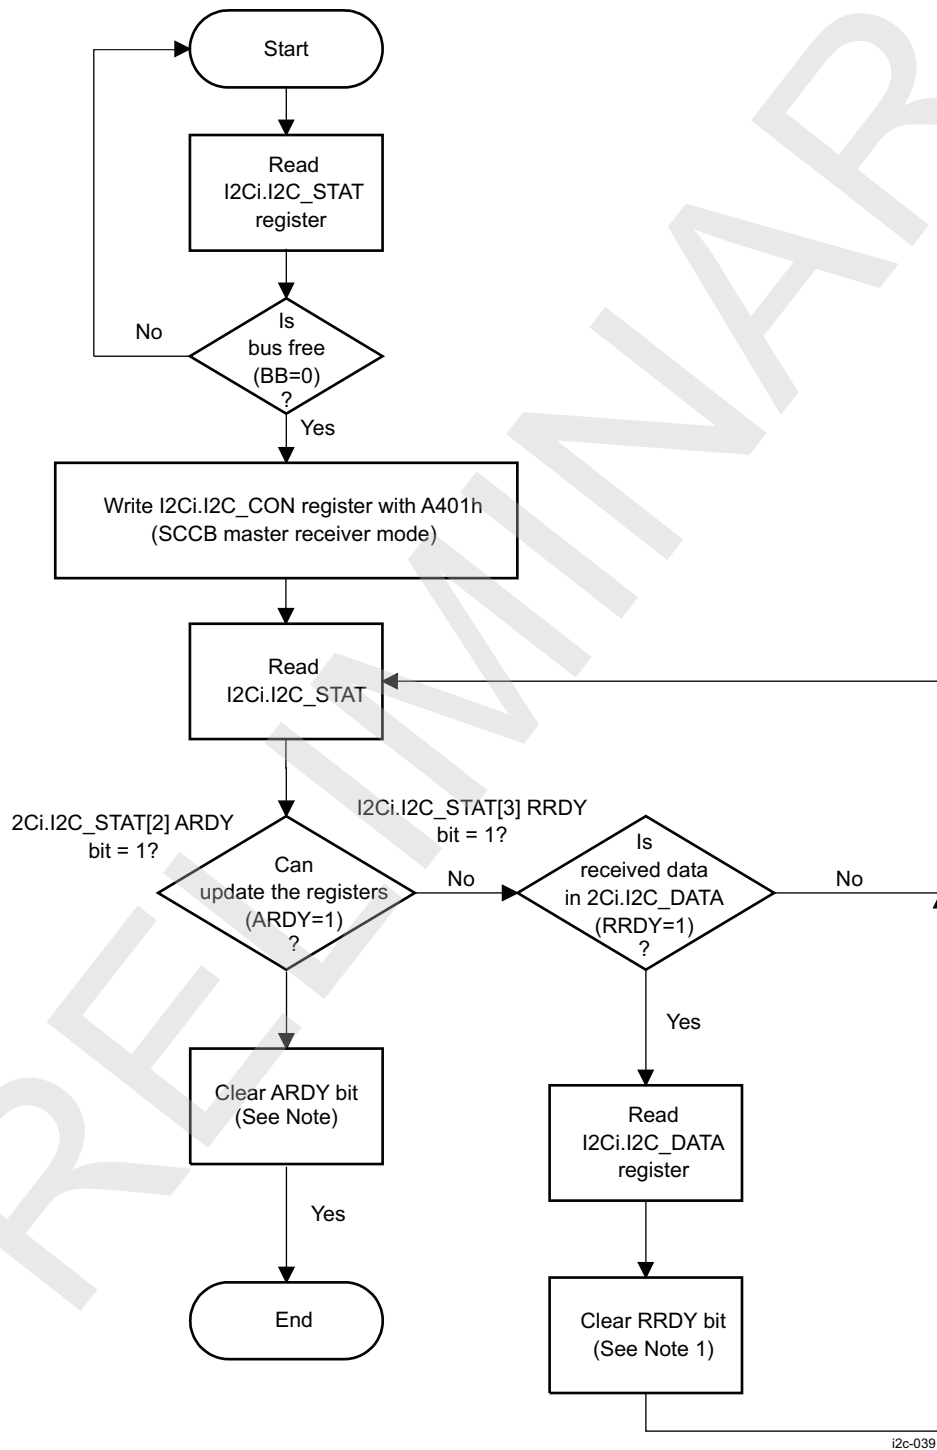 Start
Read
I2Ci.I2C_STAT
register
Is
bus free
(BB=0)
?
No
Yes
Write I2Ci.I2C_CON register with A401h
(SCCB master receiver mode)
Read
I2Ci.I2C_STAT
2Ci.I2C_STAT[2] ARDY
bit = 1?
Can
update the registers
(ARDY=1)
?
No
I2Ci.I2C_STAT[3] RRDY
bit = 1?
Is
received data
in 2Ci.I2C_DATA
(RRDY=1)
?
No
Yes
Clear ARDY bit
(See Note)
Yes
End
Read
I2Ci.I2C_DATA
register
Clear RRDY bit
(See Note 1)
i2c-039
RELIMINAR